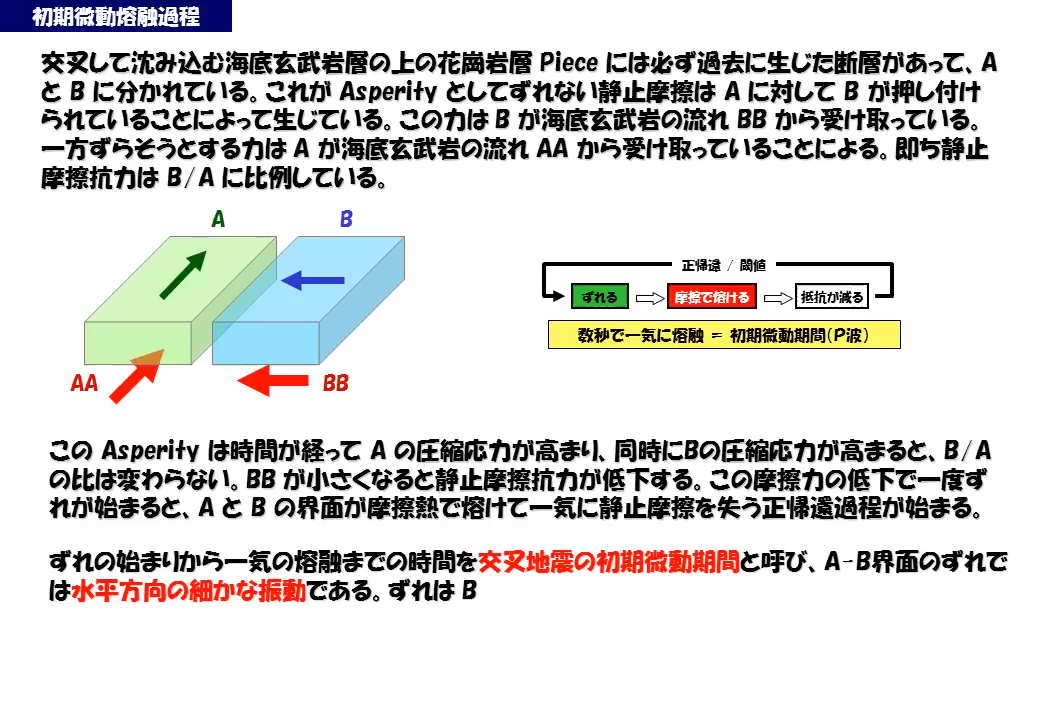 初期微動熔融過程
交叉して沈み込む海底玄武岩層の上の花崗岩層 Piece には必ず過去に生じた断層があって、A
と B に分かれている。これが Asperity としてずれない静止摩擦は A に対して B が押し付け
られていることによって生じている。この力は B が海底玄武岩の流れ BB から受け取っている。
一方ずらそうとする力は A が海底玄武岩の流れ AA から受け取っていることによる。即ち静止
摩擦抗力は B/A に比例している。
A
B
正帰還 / 閾値
ずれる
摩擦で熔ける
抵抗が減る
数秒で一気に熔融 = 初期微動期間(P波)
AA
BB
この Asperity は時間が経って A の圧縮応力が高まり、同時にBの圧縮応力が高まると、B/A
の比は変わらない。BB が小さくなると静止摩擦抗力が低下する。この摩擦力の低下で一度ず
れが始まると、A と B の界面が摩擦熱で熔けて一気に静止摩擦を失う正帰還過程が始まる。
ずれの始まりから一気の熔融までの時間を交叉地震の初期微動期間と呼び、A-B界面のずれで
は水平方向の細かな振動である。ずれは B